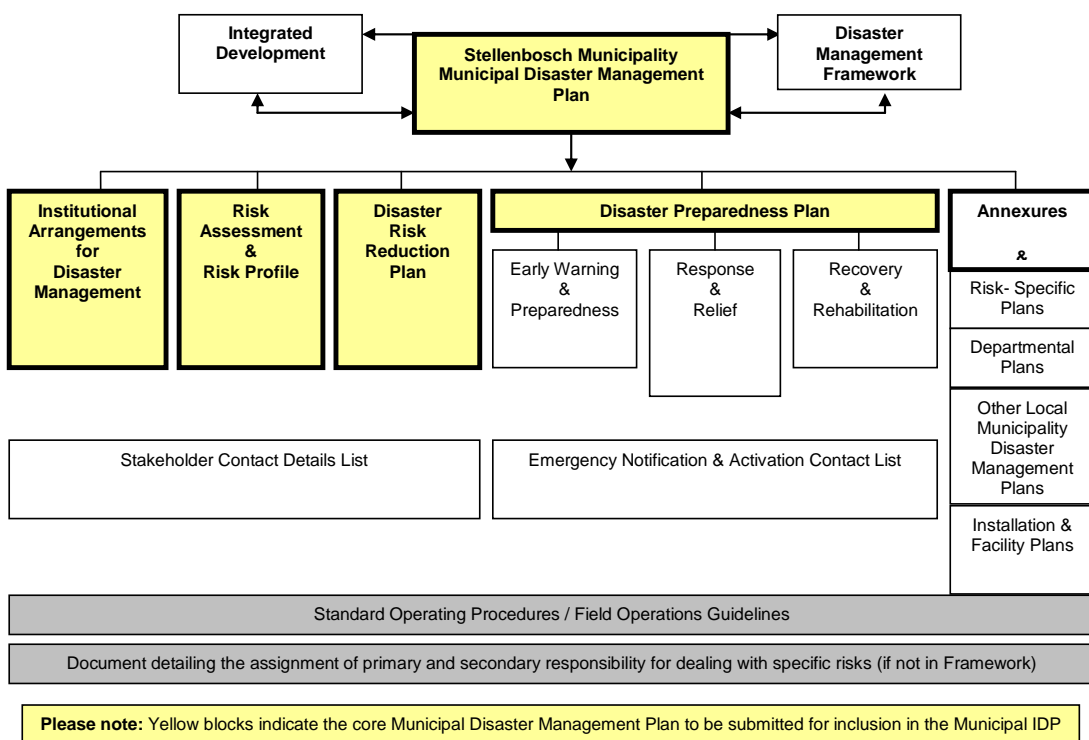 Integrated
Development
Stellenbosch Municipality
Municipal Disaster Management
Plan
Disaster
Management
Framework
Institutional
Arrangements
for
Disaster
Management
Risk
Assessment
&
Risk Profile
Disaster
Risk
Reduction
Plan
Disaster Preparedness Plan
Early Warning
&
Preparedness
Response
&
Relief
Recovery
&
Rehabilitation
Annexures
&
Risk- Specific
Plans
Departmental
Plans
Other Local
Municipality
Disaster
Management
Plans
Installation &
Facility Plans
Stakeholder Contact Details List
Emergency Notification & Activation Contact List
Standard Operating Procedures / Field Operations Guidelines
Document detailing the assignment of primary and secondary responsibility for dealing with specific risks (if not in Framework)
Please note: Yellow blocks indicate the core Municipal Disaster Management Plan to be submitted for inclusion in the Municipal IDP